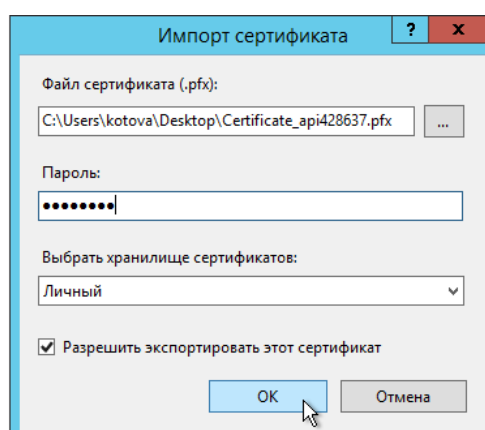 Импорт сертификата
? x
Файл сертификата (.pfx):
C:\Users\kotova\Desktop\Certificate_api428637.pfx ...
Пароль:
●●●●●●●●
Выбрать хранилище сертификатов:
Личный
Разрешить экспортировать этот сертификат
ОК Отмена